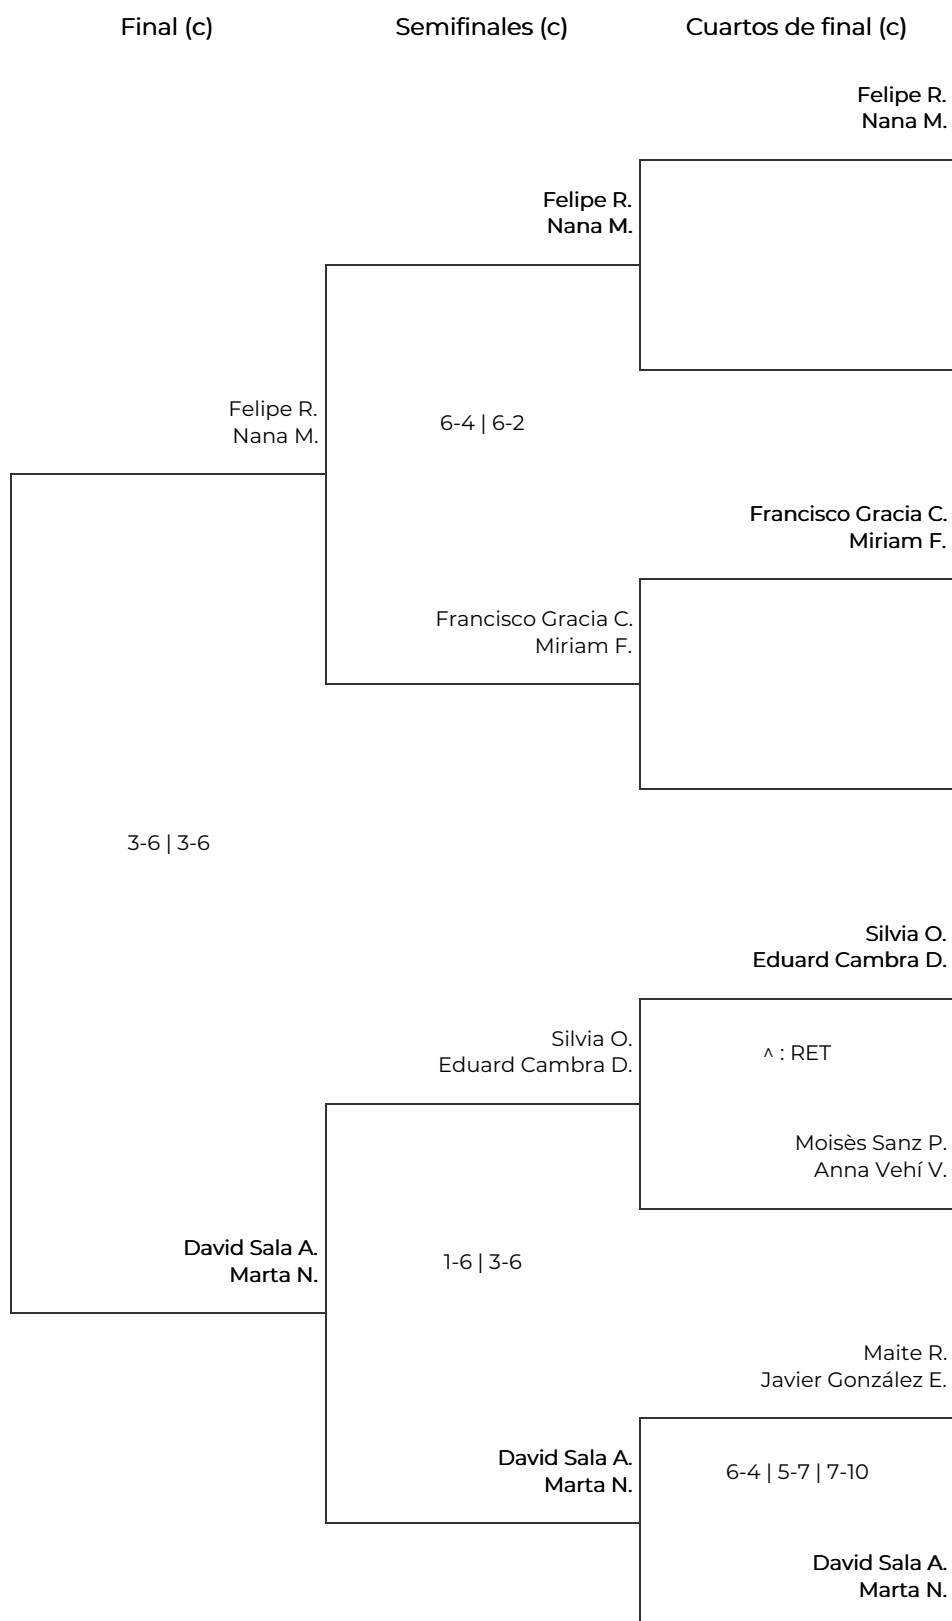 Final (c)
Semifinales (c)
Cuartos de final (c)
Felipe R.
Nana M.
Felipe R.
Nana M.
Felipe R.
Nana M.
6-4 | 6-2
Francisco Gracia C.
Miriam F.
Francisco Gracia C.
Miriam F.
3-6 | 3-6
Silvia O.
Eduard Cambra D.
Silvia O.
Eduard Cambra D.
^ : RET
Moisès Sanz P.
Anna Vehí V.
David Sala A.
Marta N.
1-6 | 3-6
Maite R.
Javier González E.
David Sala A.
Marta N.
6-4 | 5-7 | 7-10
David Sala A.
Marta N.